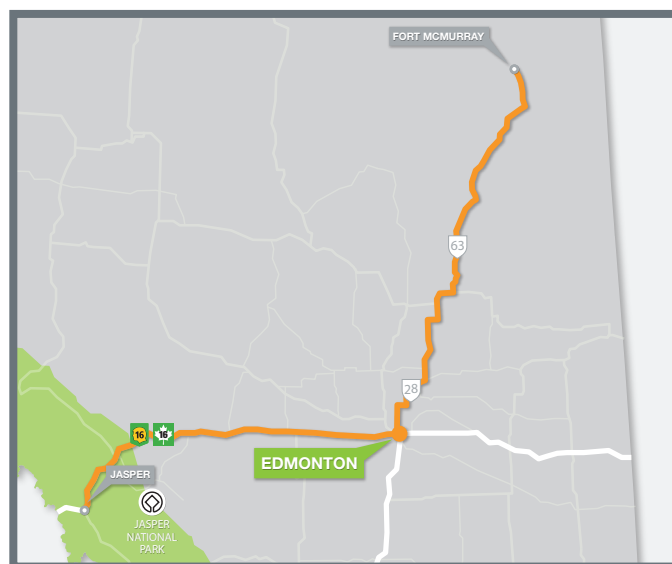 FORT MCMURRAY
63
28
16
16
EDMONTON
JASPER
JASPER
NATIONAL
PARK